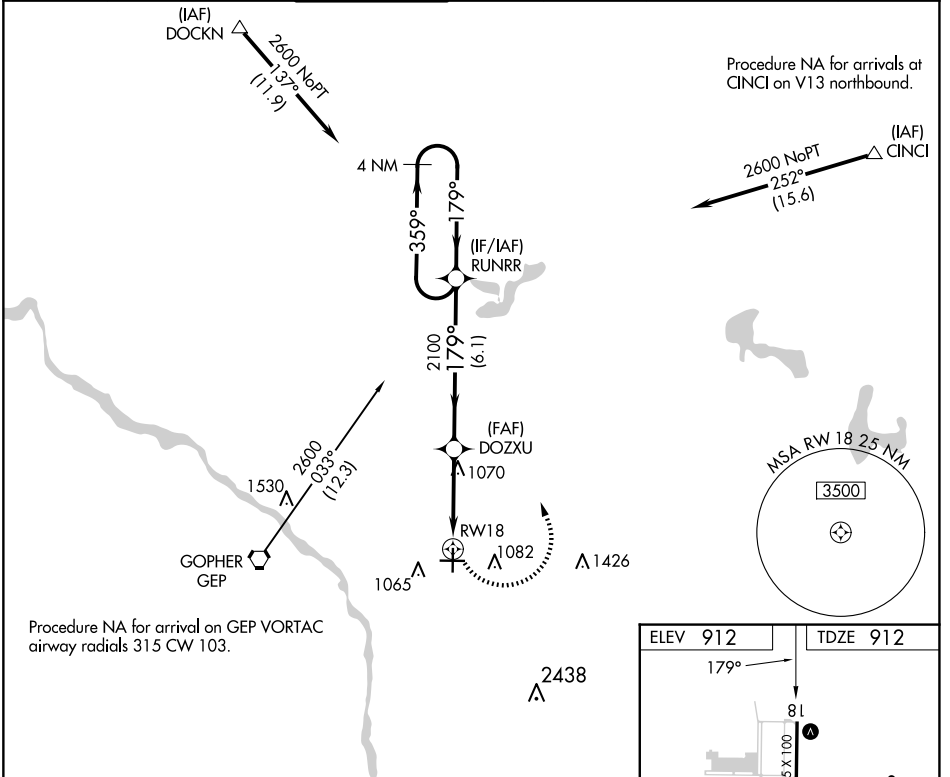 (IAF)
DOCKN
2600 NoPT
137°
(11.9)
Procedure NA for arrivals at
CINCI on V13 northbound.
(IAF)
CINCI
2600 NoPT
252°
(15.6)
4 NM
359°
179°
(IF/IAF)
RUNRR
2100
179°
(6.1)
(FAF)
DOZXU
1070
2600
033°
(12.3)
1530
GOPHER
GEP
RW18
1082
1065
1426
MSA RW 18 25 NM
3500
Procedure NA for arrival on GEP VORTAC
airway radials 315 CW 103.
2438
ELEV 912
TDZE 912
179°
18
X 100